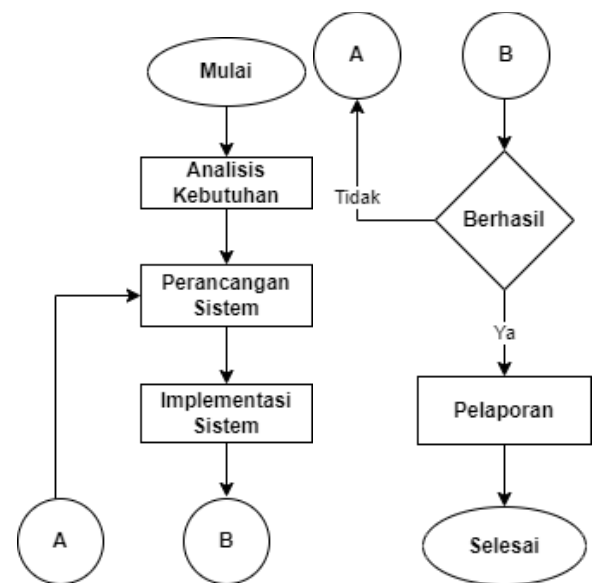 Mulai
Analisis
Kebutuhan
Perancangan
Sistem
Implementasi
Sistem
A
B
A
B
Berhasil
Tidak
Ya
Pelaporan
Selesai